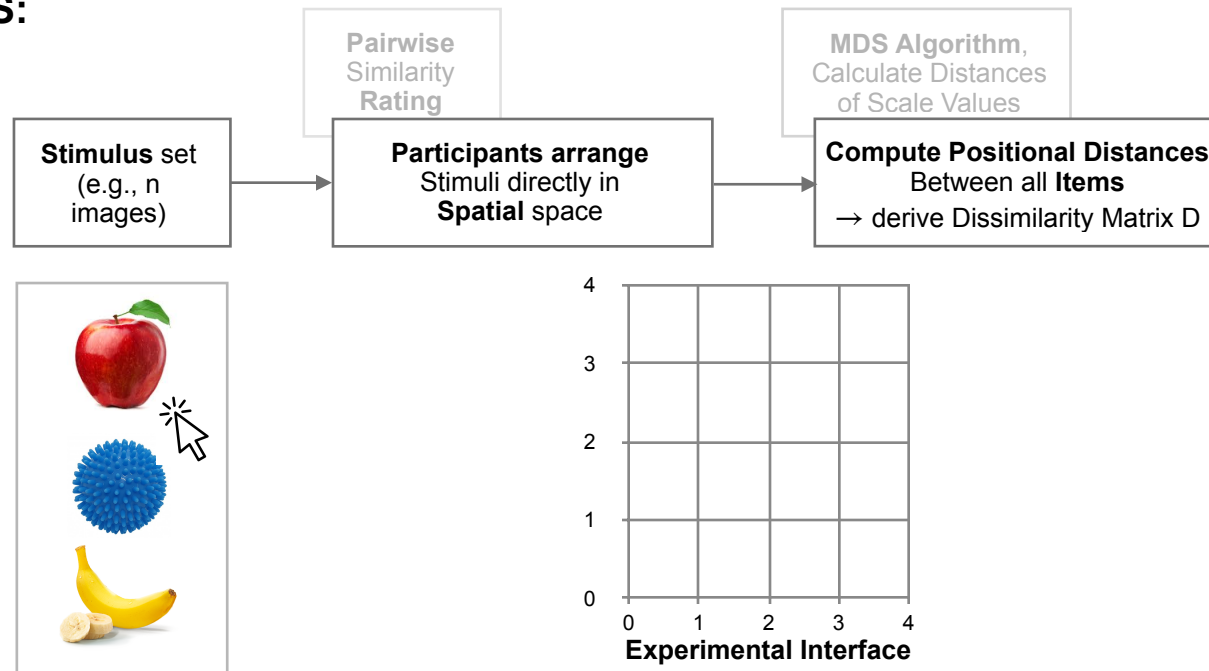 S:
Pairwise
Similarity
Rating
MDS Algorithm,
Calculate Distances
of Scale Values
Stimulus set
(e.g., n
images)
Participants arrange
Stimuli directly in
Spatial space
Compute Positional Distances
Between all Items
→ derive Dissimilarity Matrix D
4
3
2
1
0
0 1 2 3 4
Experimental Interface